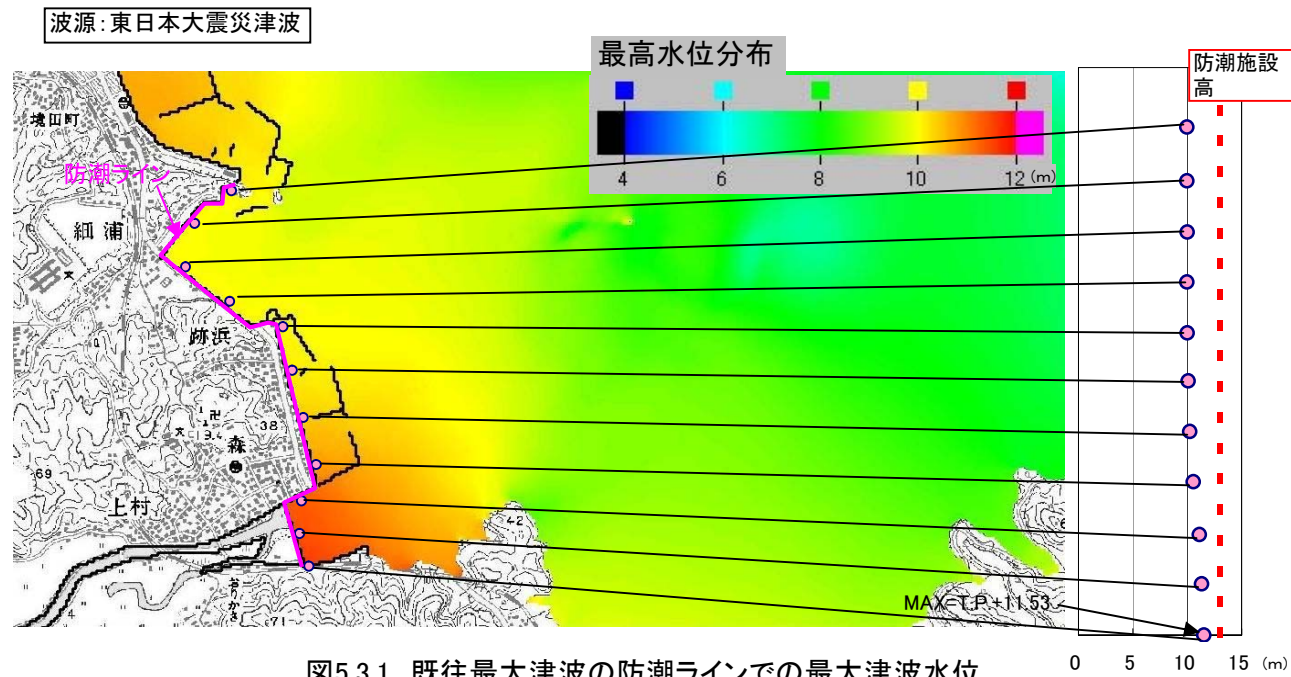 波源:東日本大震災津波
最高水位分布
4 6 8 10 12 (m)
防潮施設
高
境田町
防潮ライン
細浦
跡浜
38
森
69
上村
42
71
MAX=T.P.+11.53
0 5 10 15 (m)
図5.3.1 既往最大津波の防潮ラインでの最大津波水位